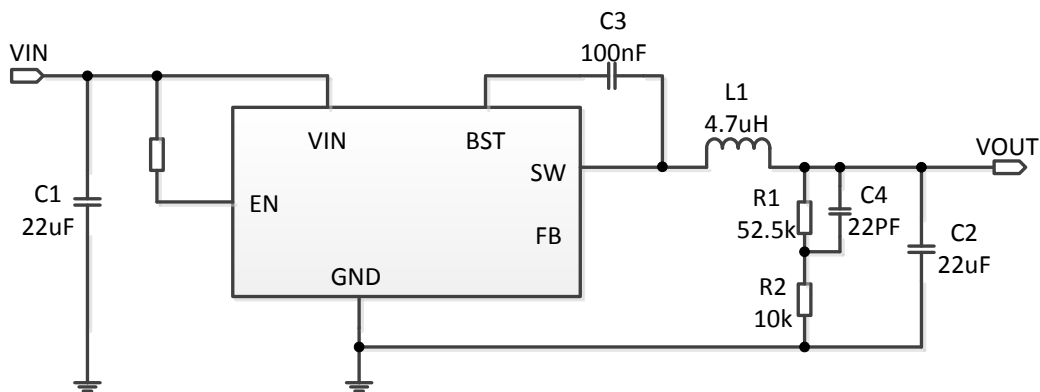 C3
100nF
VIN
L1
4.7uH
VIN
BST
VOUT
SW
C1
22uF
EN
R1
52.5k
C4
22PF
FB
C2
22uF
GND
R2
10k